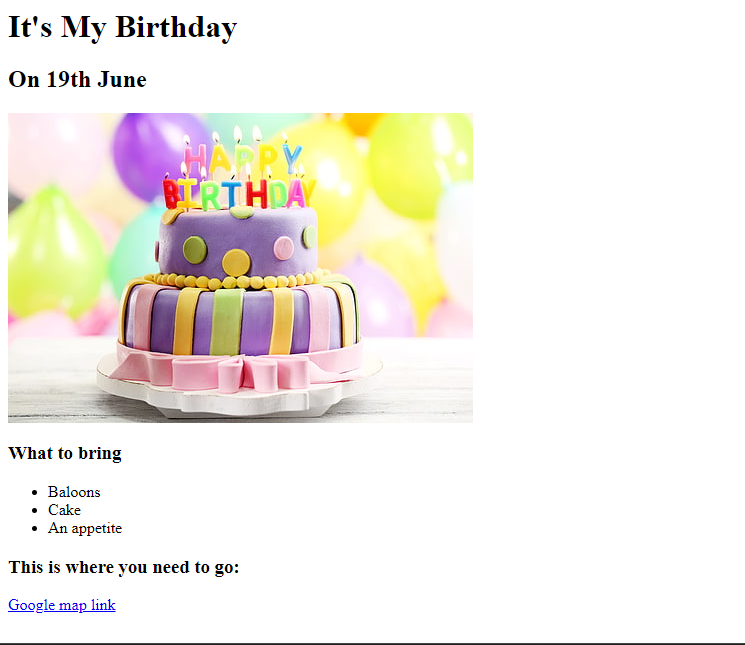 It's My Birthday
On 19th June
HAPPY
BIRTHDAY
What to bring
Baloons
Cake
An appetite
This is where you need to go:
Google map link